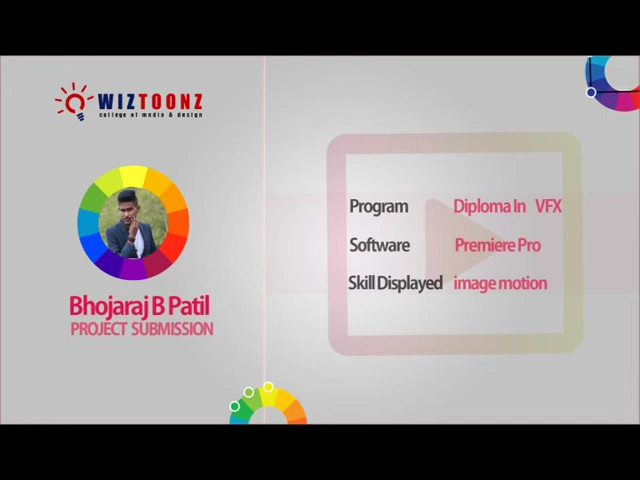 WIZTOONZ
college of media & design
Bhojaraj B Patil
PROJECT SUBMISSION
Program Diploma In VFX
Software Premiere Pro
Skill Displayed image motion